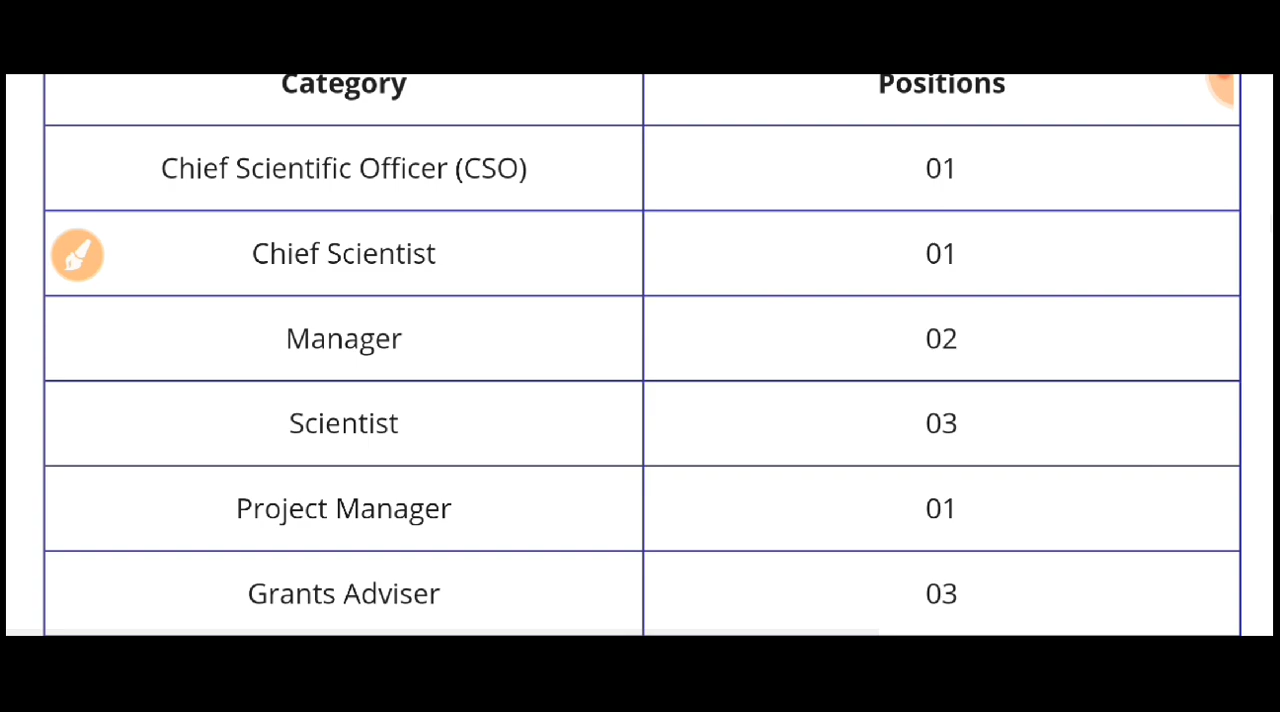 Category Positions
Chief Scientific Officer (CSO) 01
Chief Scientist 01
Manager 02
Scientist 03
Project Manager 01
Grants Adviser 03